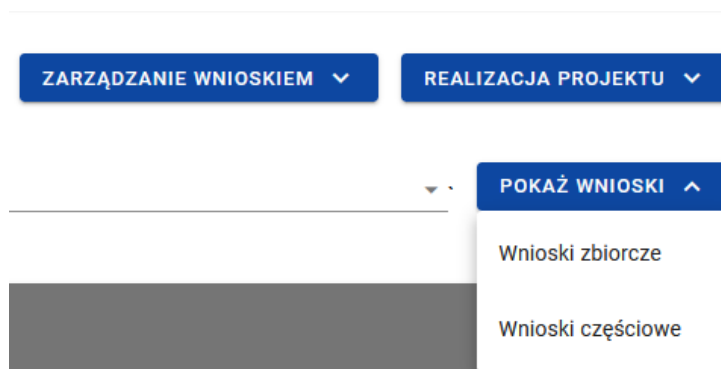 ZARZĄDZANIE WNIOSKIEM
REALIZACJA PROJEKTU
POKAŻ WNIOSKI
Wnioski zbiorcze
Wnioski częściowe